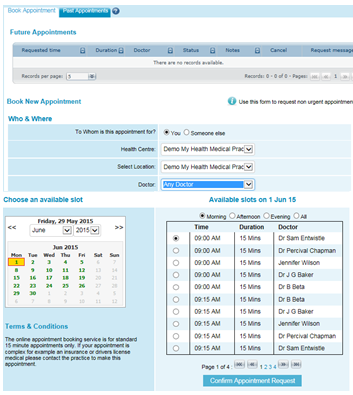 Book Appointment Past Appointments
Future Appointments
Requested time Duration Doctor Status Notes Cancel Request message
There are no records available.
Records per page: 5 Records: 0 - 0 of 0 - Pages: 1
Book New Appointment Use this form to request non urgent appointment
Who & Where
To Whom is this appointment for? You Someone else
Health Centre: Demo My Health Medical Prac
Select Location: Demo My Health Medical Prac
Doctor: Any Doctor
Choose an available slot Available slots on 1 Jun 15
<< Friday, 29 May 2015 >>
June 2015
Morning Afternoon Evening All
Jun 2015
Mon Tue Wed Thu Fri Sat Sun
1 2 3 4 5 6 7
8 9 10 11 12 13 14
15 16 17 18 19 20 21
22 23 24 25 26 27 28
29 30 1 2 3 4 5
6 7 8 9 10 11 12
Time Duration Doctor
09:00 AM 15 Mins Dr Sam Entwistle
09:00 AM 15 Mins Dr Percival Chapman
09:00 AM 15 Mins Jennifer Wilson
09:00 AM 15 Mins Dr J G Baker
09:00 AM 15 Mins Dr B Beta
09:15 AM 15 Mins Dr B Beta
09:15 AM 15 Mins Dr J G Baker
09:15 AM 15 Mins Jennifer Wilson
09:15 AM 15 Mins Dr Percival Chapman
09:15 AM 15 Mins Dr Sam Entwistle
Page 1 of 4 : 1 2 3 4
Confirm Appointment Request
Terms & Conditions
The online appointment booking service is for standard
15 minute appointments only. If your appointment is
complex for example an insurance or drivers license
medical please contact the practice to make this
appointment.